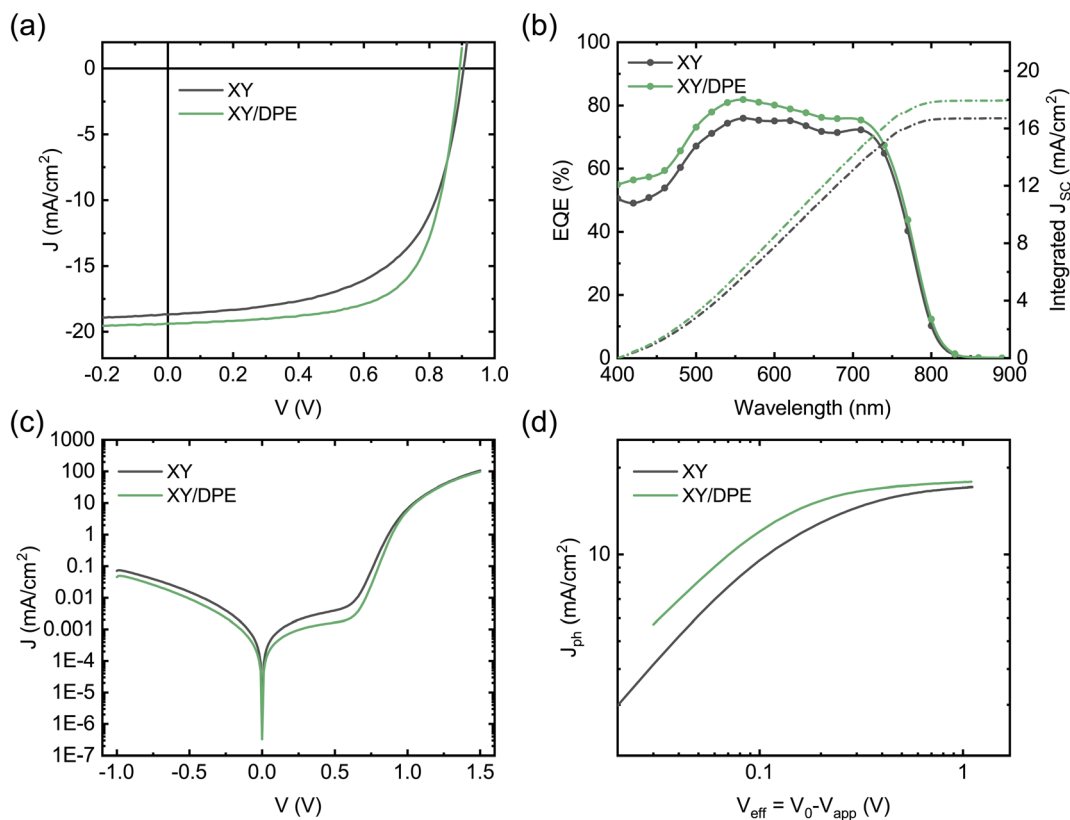 (a)
0
-5
-10
-15
-20
J (mA/cm²)
XY
XY/DPE
-0.2 0.0 0.2 0.4 0.6 0.8 1.0
V (V)
(b)
100
80
60
40
20
0
EQE (%)
XY
XY/DPE
20
16
12
8
4
0
Integrated J_SC (mA/cm²)
400 500 600 700 800 900
Wavelength (nm)
(c)
1000
100
10
1
0.1
0.01
0.001
1E-4
1E-5
1E-6
1E-7
J (mA/cm²)
XY
XY/DPE
-1.0 -0.5 0.0 0.5 1.0 1.5
V (V)
(d)
10
J_ph (mA/cm²)
XY
XY/DPE
0.1 1
V_eff = V_0-V_app (V)